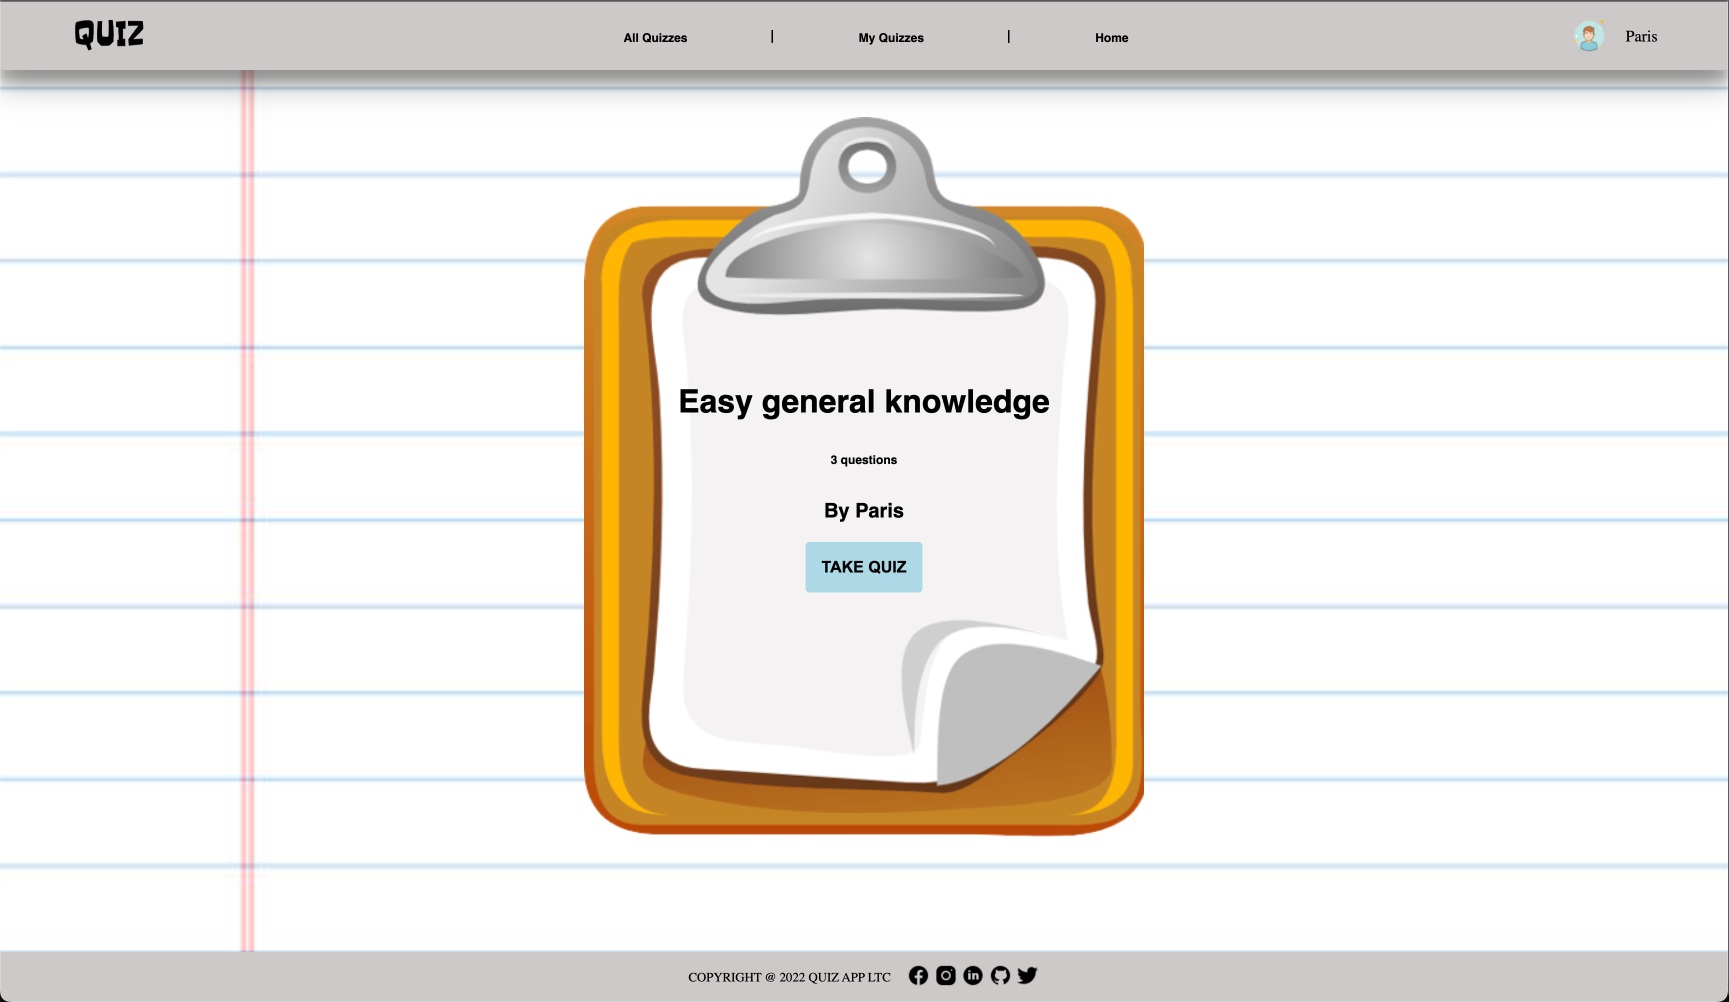 QUIZ
All Quizzes | My Quizzes | Home
Paris
Easy general knowledge
3 questions
By Paris
TAKE QUIZ
COPYRIGHT @ 2022 QUIZ APP LTC
in